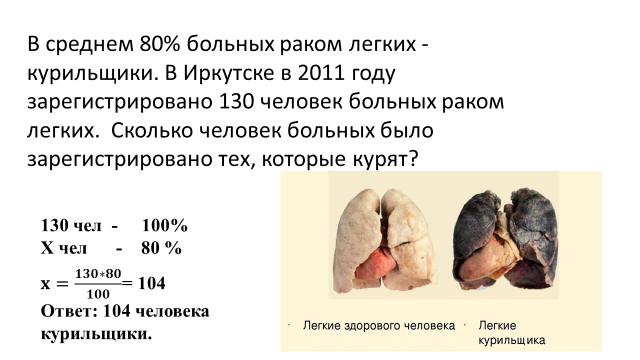 В среднем 80% больных раком легких -
курильщики. В Иркутске в 2011 году
зарегистрировано 130 человек больных раком
легких.  Сколько человек больных было
зарегистрировано тех, которые курят?
130 чел  -     100%
X чел      -    80 %
x = 130*80/100 = 104
Ответ: 104 человека
курильщики.
· Легкие здорового человека
· Легкие
курильщика